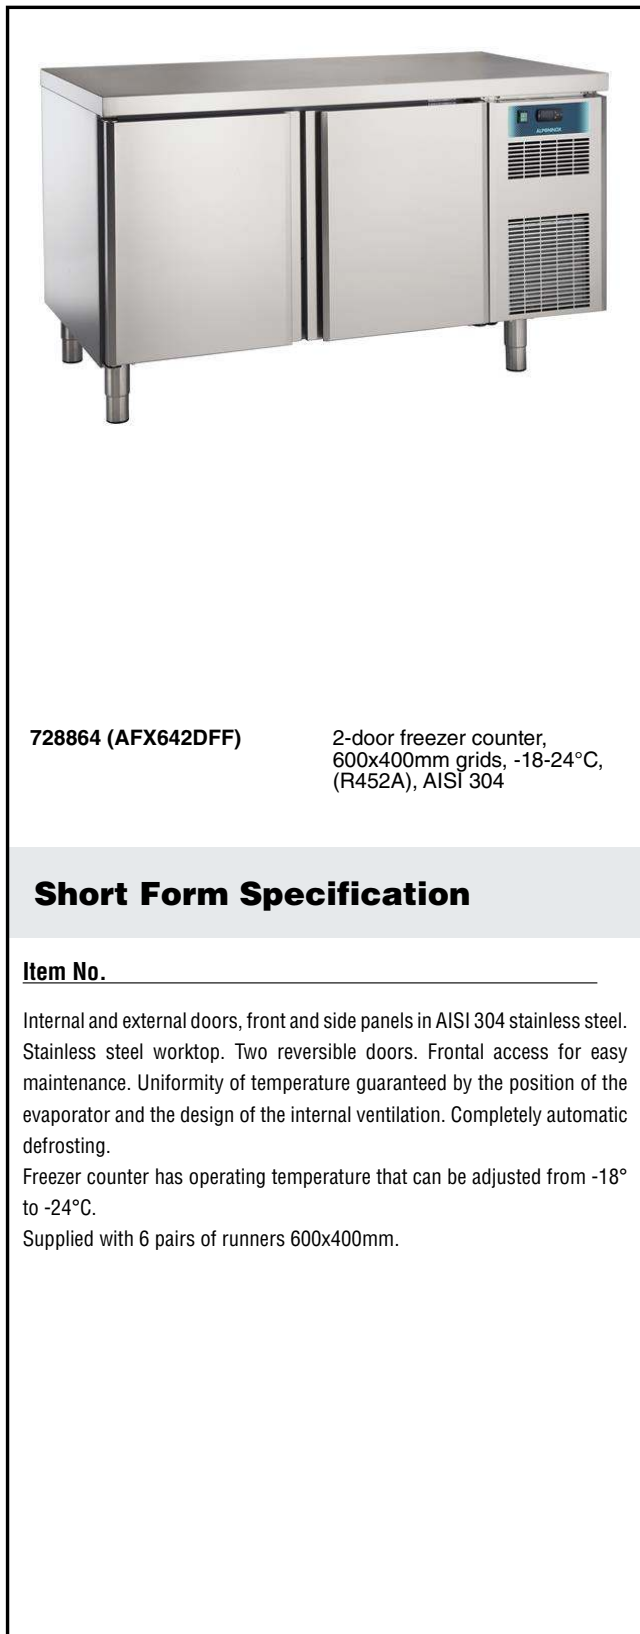 ALPENINOX
728864 (AFX642DFF)
2-door freezer counter,
600x400mm grids, -18-24°C,
(R452A), AISI 304
Short Form Specification
Item No.
Internal and external doors, front and side panels in AISI 304 stainless steel.
Stainless steel worktop. Two reversible doors. Frontal access for easy
maintenance. Uniformity of temperature guaranteed by the position of the
evaporator and the design of the internal ventilation. Completely automatic
defrosting.
Freezer counter has operating temperature that can be adjusted from -18°
to -24°C.
Supplied with 6 pairs of runners 600x400mm.